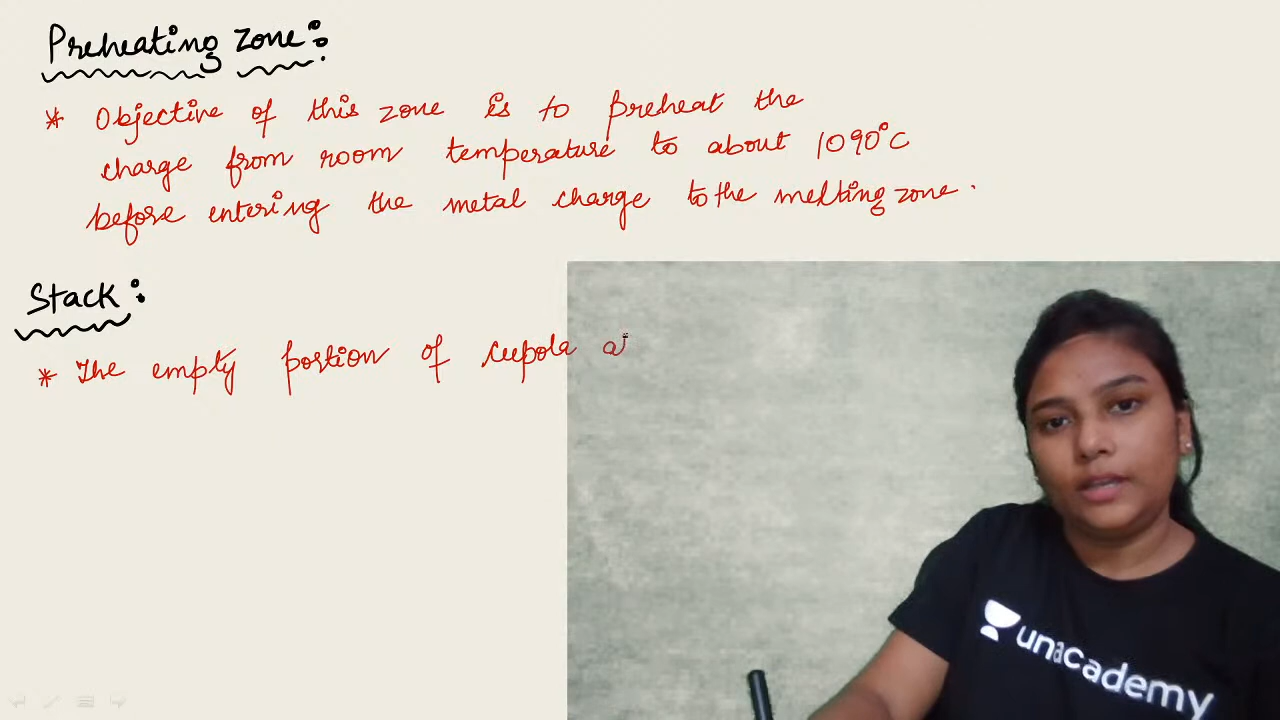 Preheating zone:
* Objective of this zone is to preheat the
charge from room temperature to about 1090°C
before entering the metal charge to the melting zone.
Stack:
* The empty portion of cupola a
unacademy